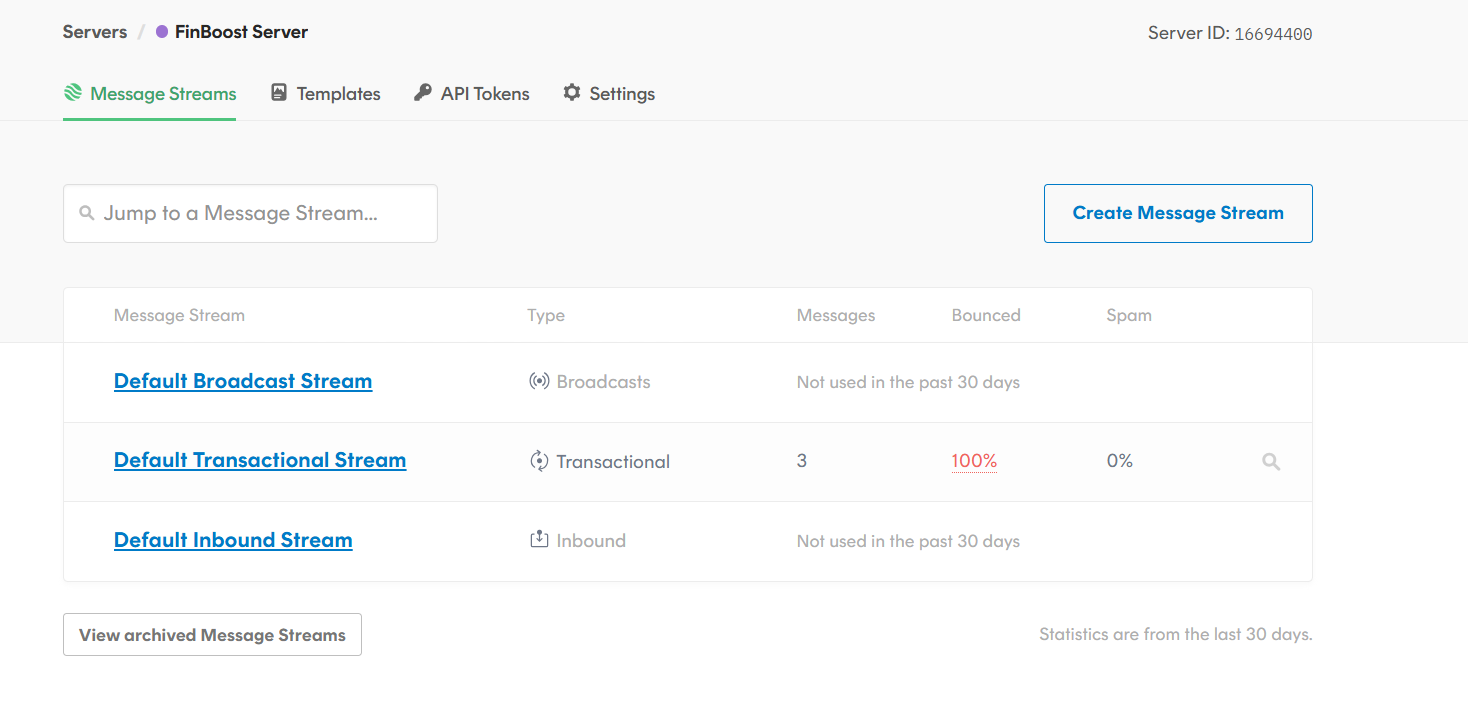 Servers / FinBoost Server
Server ID: 16694400
Message Streams Templates API Tokens Settings
Jump to a Message Stream...
Create Message Stream
Message Stream Type Messages Bounced Spam
Default Broadcast Stream Broadcasts Not used in the past 30 days
Default Transactional Stream Transactional 3 100% 0%
Default Inbound Stream Inbound Not used in the past 30 days
View archived Message Streams
Statistics are from the last 30 days.